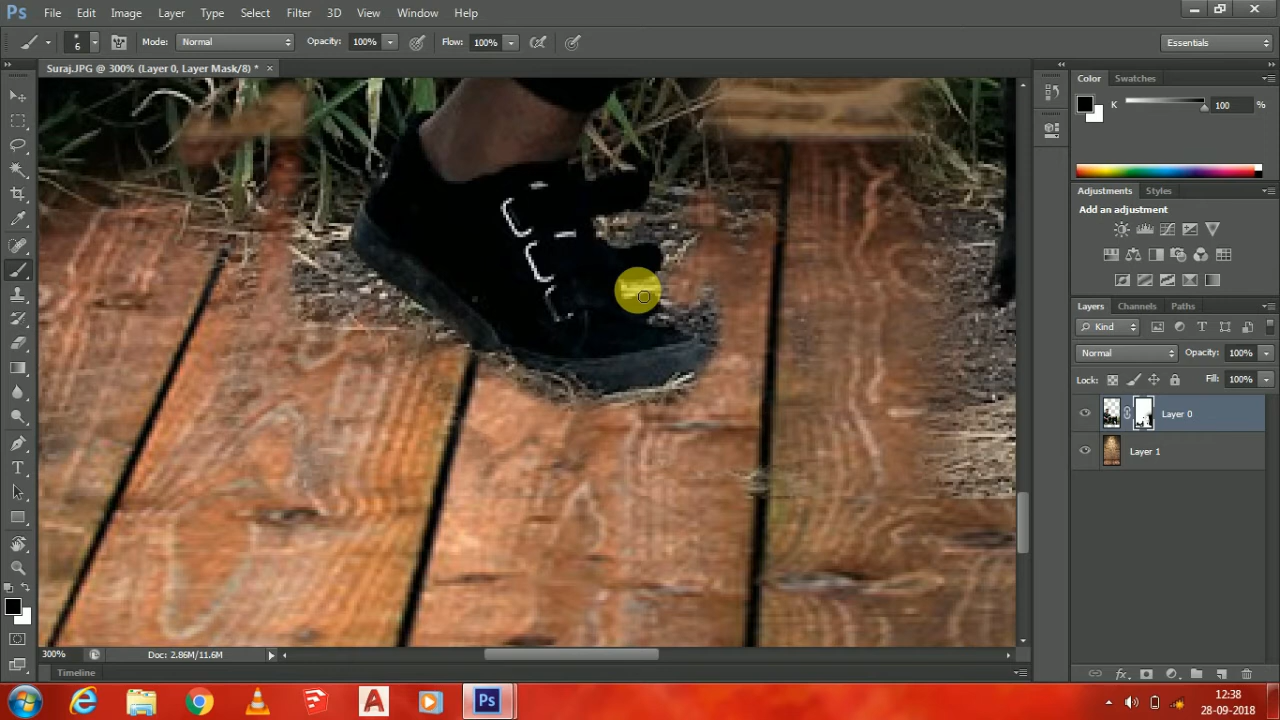 Ps File Edit Image Layer Type Select Filter 3D View Window Help
6 Mode: Normal Opacity: 100% Flow: 100% Essentials
Suraj.JPG @ 300% (Layer 0, Layer Mask/8) * ×
Color Swatches
K 100 %
Adjustments Styles
Add an adjustment
Layers Channels Paths
Kind
Normal Opacity: 100%
Lock: Fill: 100%
Layer 0
Layer 1
300% Doc: 2.86M/11.6M
Timeline
Ps
12:38
28-09-2018